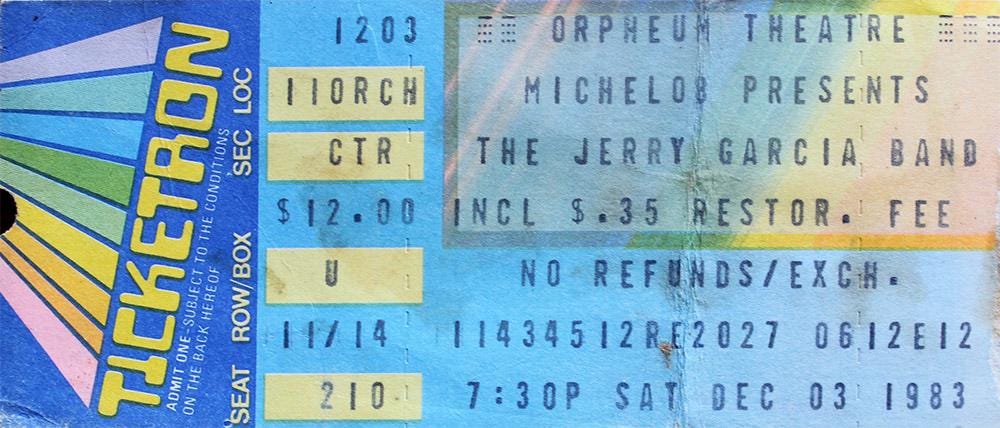 TICKETRON
ADMIT ONE-SUBJECT TO THE CONDITIONS
ON THE BACK HEREOF
SEAT ROW/BOX SEC LOC
1203
110RCH
CTR
$12.00
U
11/14
210
ORPHEUM THEATRE
MICHELOB PRESENTS
THE JERRY GARCIA BAND
INCL $.35 RESTOR. FEE
NO REFUNDS/EXCH.
11434512RE2027 0612E12
7:30P SAT DEC 03 1983